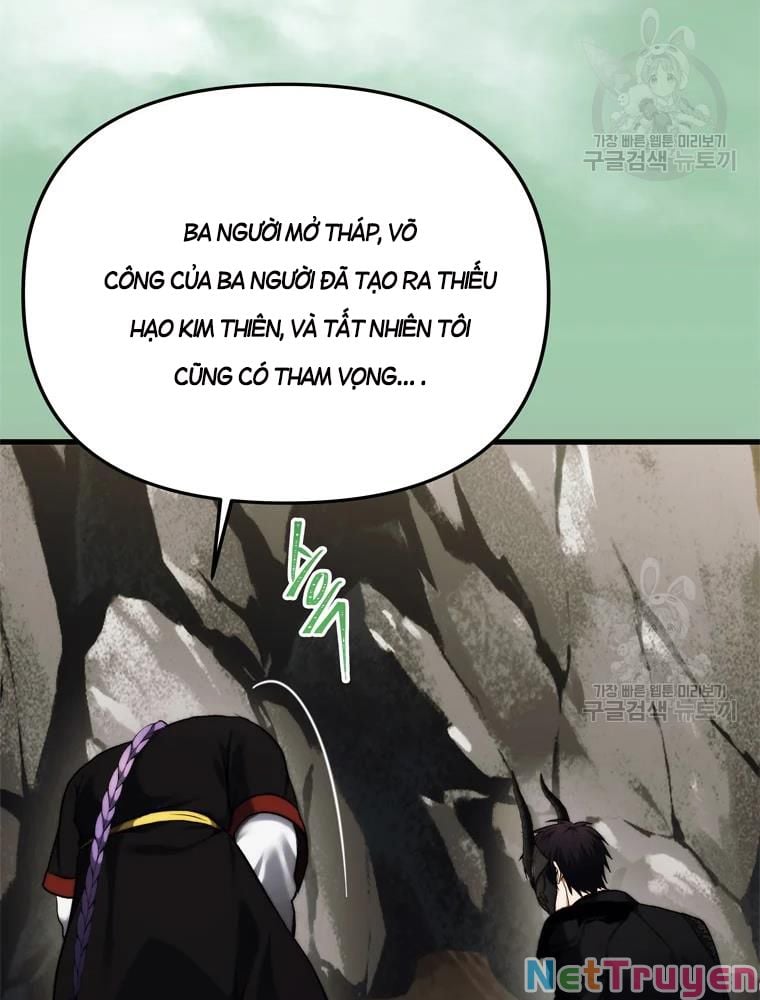 가장 빠른 웹툰 미리보기
구글검색 뉴토끼
BA NGƯỜI MỞ THÁP, VÕ
CÔNG CỦA BA NGƯỜI ĐÃ TẠO RA THIẾU
HẠO KIM THIÊN, VÀ TẤT NHIÊN TÔI
CŨNG CÓ THAM VỌNG... .
가장 빠른 웹툰 미리보기
구글검색 뉴토끼
NetTruyen